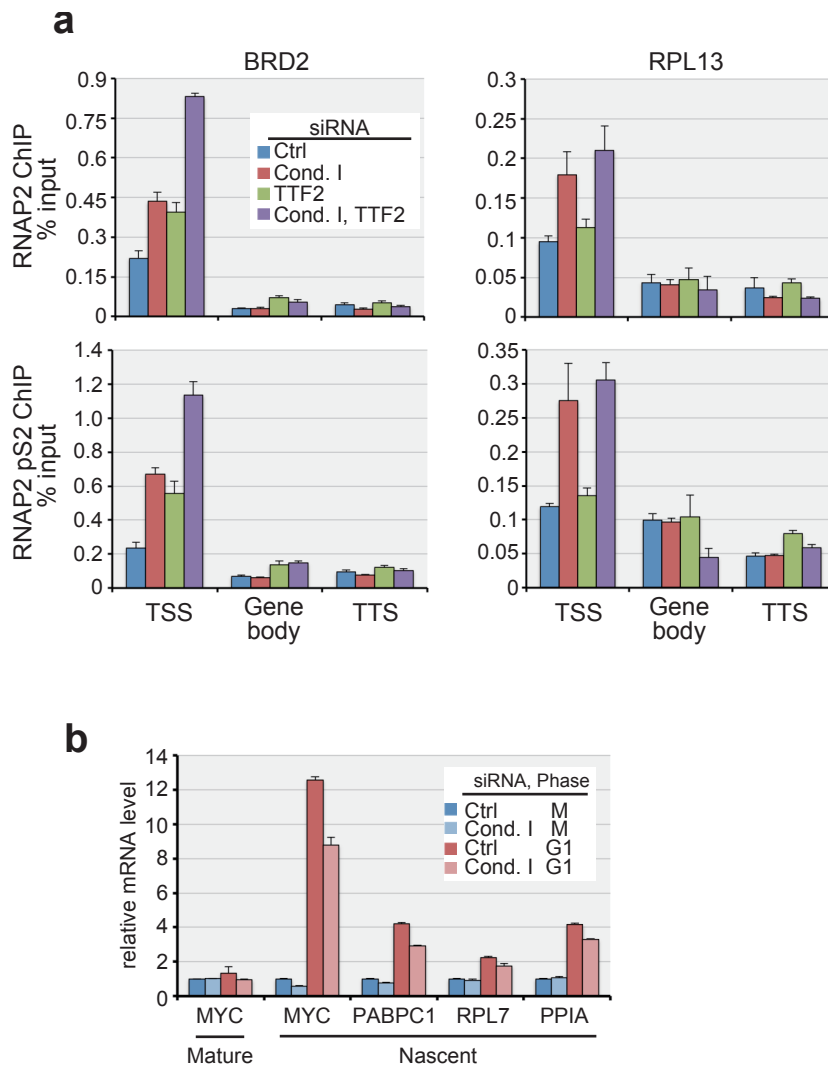 a
BRD2
RPL13
RNAP2 ChIP
% input
0.9
0.75
0.6
0.45
0.3
0.15
0
siRNA
Ctrl
Cond. I
TTF2
Cond. I, TTF2
0.3
0.25
0.2
0.15
0.1
0.05
0
RNAP2 pS2 ChIP
% input
1.4
1.2
1.0
0.8
0.6
0.4
0.2
0
0.35
0.3
0.25
0.2
0.15
0.1
0.05
0
TSS
Gene
body
TTS
TSS
Gene
body
TTS
b
relative mRNA level
14
12
10
8
6
4
2
0
siRNA, Phase
Ctrl M
Cond. I M
Ctrl G1
Cond. I G1
MYC
MYC
PABPC1
RPL7
PPIA
Mature
Nascent